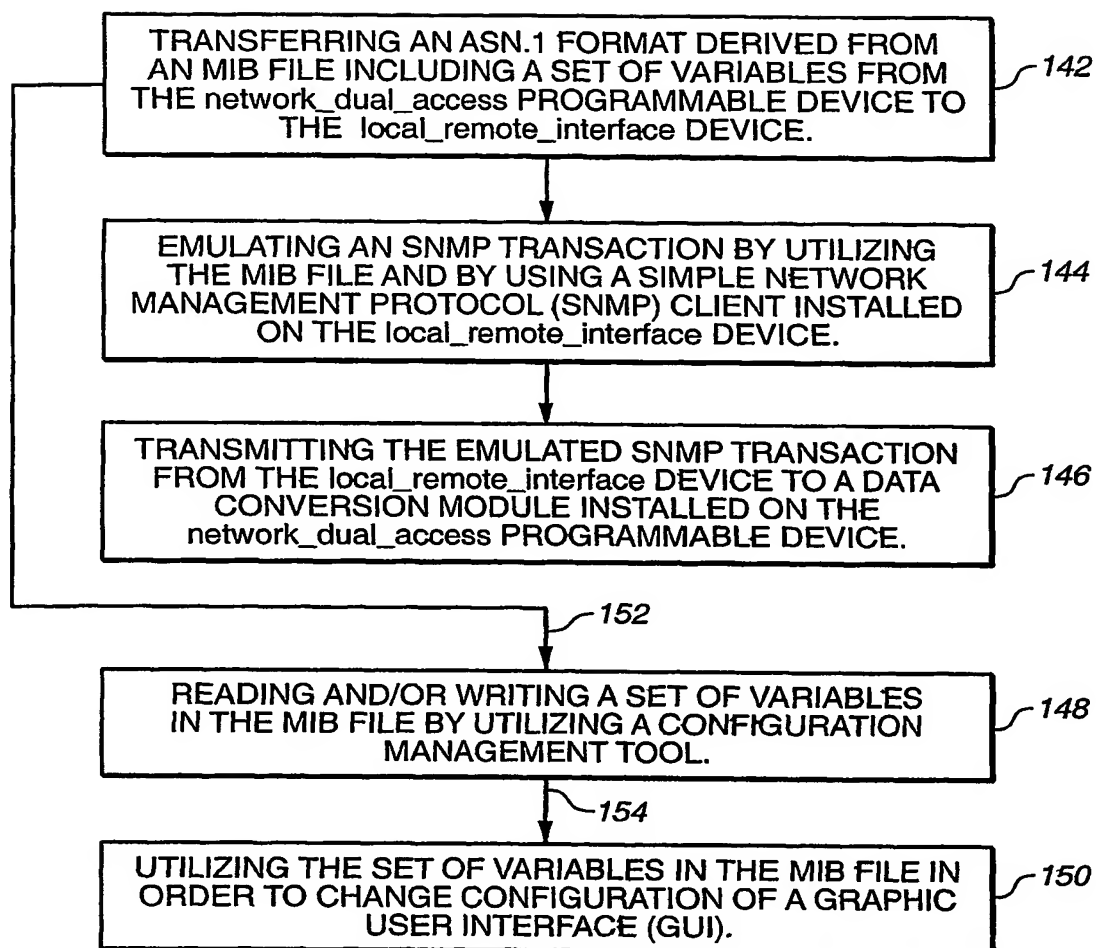 TRANSFERRING AN ASN.1 FORMAT DERIVED FROM
AN MIB FILE INCLUDING A SET OF VARIABLES FROM
THE network_dual_access PROGRAMMABLE DEVICE TO
THE local_remote_interface DEVICE.
142
EMULATING AN SNMP TRANSACTION BY UTILIZING
THE MIB FILE AND BY USING A SIMPLE NETWORK
MANAGEMENT PROTOCOL (SNMP) CLIENT INSTALLED
ON THE local_remote_interface DEVICE.
144
TRANSMITTING THE EMULATED SNMP TRANSACTION
FROM THE local_remote_interface DEVICE TO A DATA
CONVERSION MODULE INSTALLED ON THE
network_dual_access PROGRAMMABLE DEVICE.
146
152
READING AND/OR WRITING A SET OF VARIABLES
IN THE MIB FILE BY UTILIZING A CONFIGURATION
MANAGEMENT TOOL.
148
154
UTILIZING THE SET OF VARIABLES IN THE MIB FILE IN
ORDER TO CHANGE CONFIGURATION OF A GRAPHIC
USER INTERFACE (GUI).
150